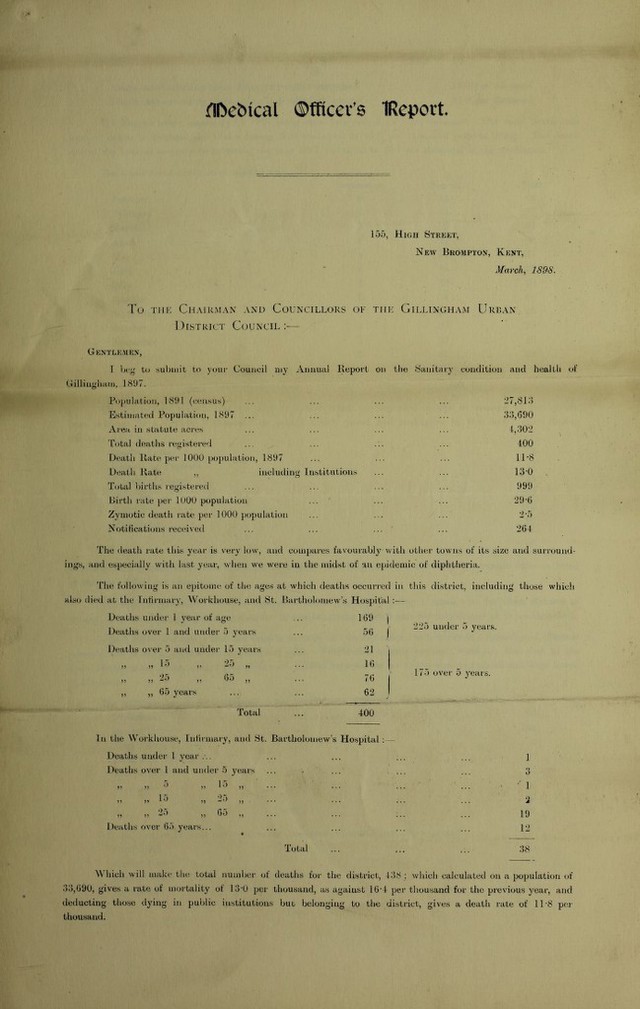 Medical Officer's Report.
155, High Street,
New Brompton, Kent,
March, 1898.
To the Chairman and Councillors of the Gillingham Urban
District Council :—
Gentlemen,
I beg to submit to your Council my Annual Report on the Sanitary condition and health of
Gillingham, 1897.
Population, 1891 (census) ... ... ... ... 27,813
Estimated Population, 1897 ... ... ... ... 33,690
Area in statute acres ... ... ... ... 4,302
Total deaths registered ... ... ... ... 400
Death Rate per 1000 population, 1897 ... ... ... 11·8
Death Rate „ including Institutions ... ... 13·0
Total births registered ... ... ... ... 999
Birth rate per 1000 population ... ... ... 29·6
Zymotic death rate per 1000 population ... ... ... 2·5
Notifications received ... ... ... ... 264
The death rate this year is very low, and compares favourably with other towns of its size and surround-
ings, and especially with last year, when we were in the midst of an epidemic of diphtheria.
The following is an epitome of the ages at which deaths occurred in this district, including those which
also died at the Infirmary, Workhouse, and St. Bartholomew's Hospital :—
Deaths under 1 year of age ... 169
Deaths over 1 and under 5 years ... 56
225 under 5 years.
Deaths over 5 and under 15 years ... 21
„ „ 15 „ 25 „ ... 16
„ „ 25 „ 65 „ ... 76
„ „ 65 years ... ... 62
175 over 5 years.
Total ... 400
In the Workhouse, Infirmary, and St. Bartholomew's Hospital :—
Deaths under 1 year ... ... ... ... ... 1
Deaths over 1 and under 5 years ... ... ... ... 3
„ „ 5 „ 15 „ ... ... ... ... 1
„ „ 15 „ 25 „ ... ... ... ... 2
„ „ 25 „ 65 „ ... ... ... ... 19
Deaths over 65 years... ... ... ... ... 12
Total ... ... ... 38
Which will make the total number of deaths for the district, 438 ; which calculated on a population of
33,690, gives a rate of mortality of 13·0 per thousand, as against 16·4 per thousand for the previous year, and
deducting those dying in public institutions but belonging to the district, gives a death rate of 11·8 per
thousand.